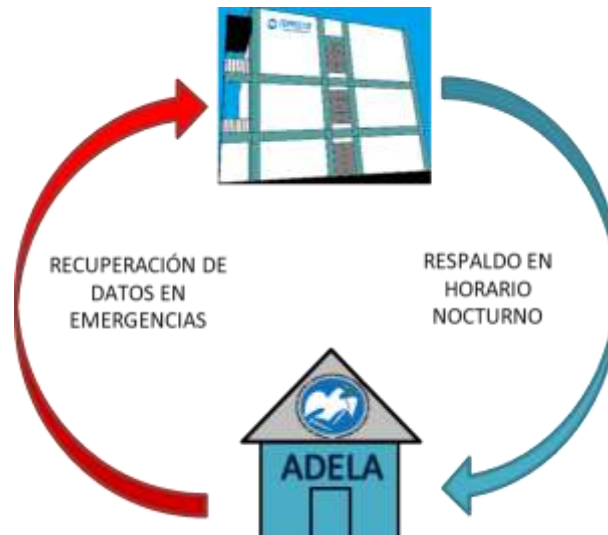 RECUPERACIÓN DE
DATOS EN
EMERGENCIAS
RESPALDO EN
HORARIO
NOCTURNO
ADELA